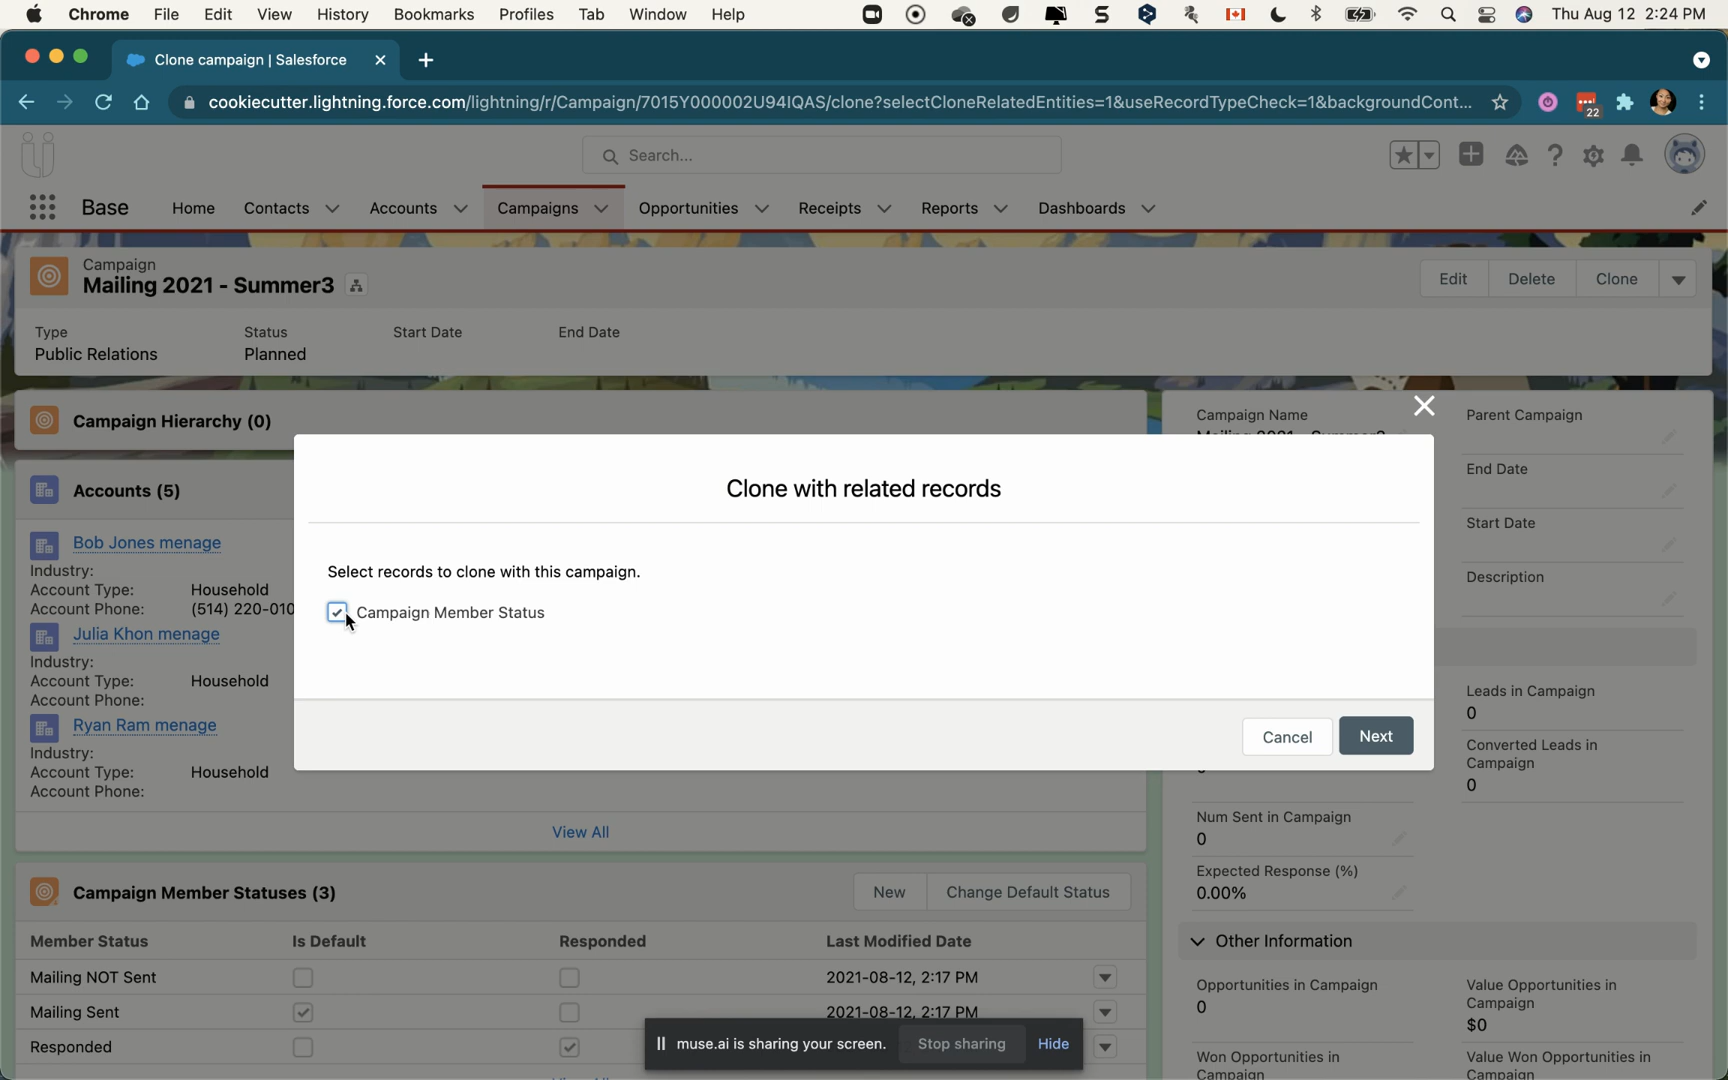 Chrome File Edit View History Bookmarks Profiles Tab Window Help Thu Aug 12 2:24 PM
Clone campaign | Salesforce
cookiecutter.lightning.force.com/lightning/r/Campaign/7015Y000002U94IQAS/clone?selectCloneRelatedEntities=1&useRecordTypeCheck=1&backgroundCont...
22
Search...
Base Home Contacts Accounts Campaigns Opportunities Receipts Reports Dashboards
Campaign
Mailing 2021 - Summer3
Edit Delete Clone
Type Status Start Date End Date
Public Relations Planned
Campaign Hierarchy (0)
Accounts (5)
Bob Jones menage
Industry:
Account Type: Household
Account Phone: (514) 220-010
Julia Khon menage
Industry:
Account Type: Household
Account Phone:
Ryan Ram menage
Industry:
Account Type: Household
Account Phone:
View All
Clone with related records
Select records to clone with this campaign.
Campaign Member Status
Cancel Next
Campaign Member Statuses (3)
New Change Default Status
Member Status Is Default Responded Last Modified Date
Mailing NOT Sent 2021-08-12, 2:17 PM
Mailing Sent 2021-08-12, 2:17 PM
Responded
muse.ai is sharing your screen. Stop sharing Hide
Campaign Name Parent Campaign
Mailing 2021 - Summer3
End Date
Start Date
Description
Leads in Campaign
0
Converted Leads in
Campaign
0
Num Sent in Campaign
0
Expected Response (%)
0.00%
Other Information
Opportunities in Campaign Value Opportunities in
Campaign
0
$0
Won Opportunities in Value Won Opportunities in
Campaign Campaign